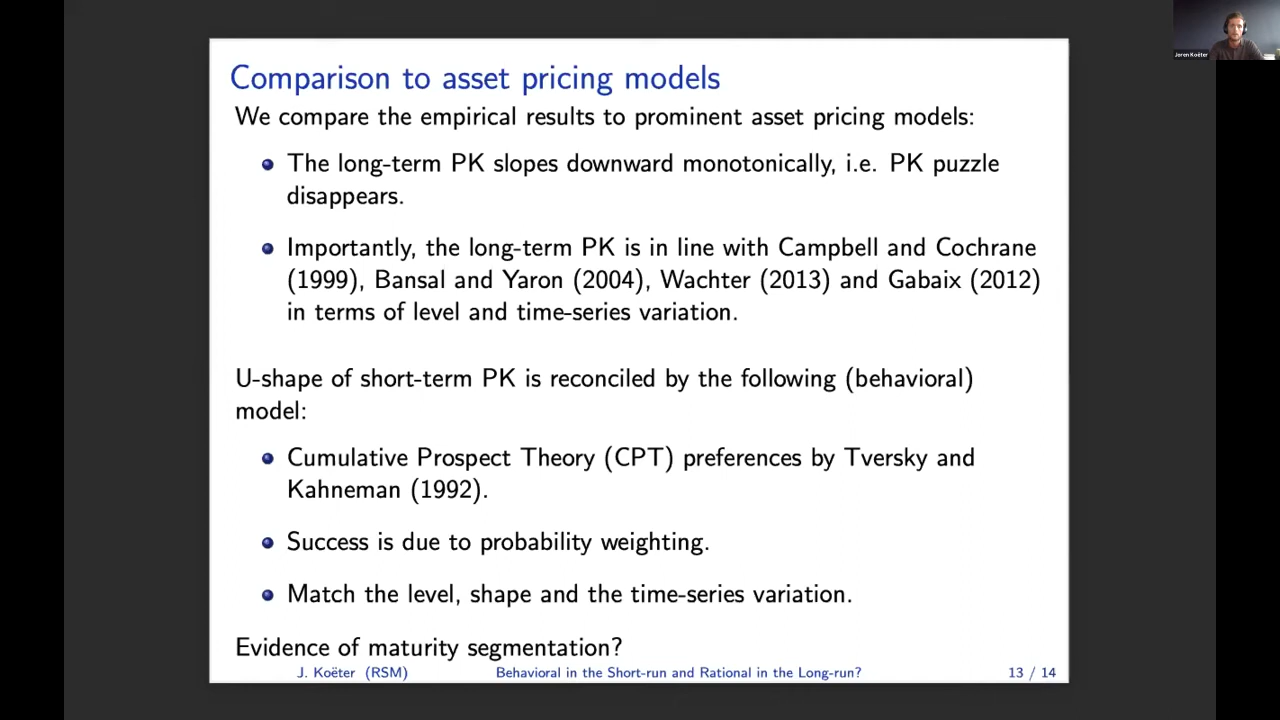 Comparison to asset pricing models
We compare the empirical results to prominent asset pricing models:
The long-term PK slopes downward monotonically, i.e. PK puzzle
disappears.
Importantly, the long-term PK is in line with Campbell and Cochrane
(1999), Bansal and Yaron (2004), Wachter (2013) and Gabaix (2012)
in terms of level and time-series variation.
U-shape of short-term PK is reconciled by the following (behavioral)
model:
Cumulative Prospect Theory (CPT) preferences by Tversky and
Kahneman (1992).
Success is due to probability weighting.
Match the level, shape and the time-series variation.
Evidence of maturity segmentation?
J. Koëter (RSM) Behavioral in the Short-run and Rational in the Long-run? 13 / 14
Joren Koëter